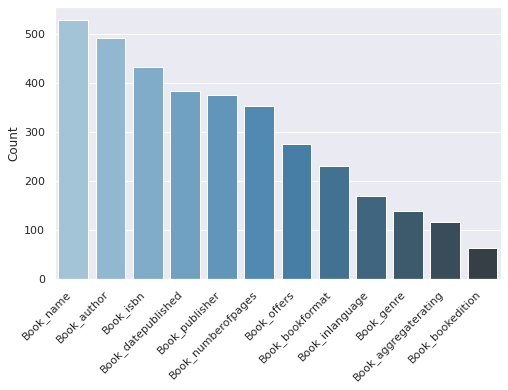 500
400
300
200
100
0
Count
Book_name
Book_author
Book_isbn
Book_datepublished
Book_publisher
Book_numberofpages
Book_offers
Book_bookformat
Book_inlanguage
Book_genre
Book_aggregaterating
Book_bookedition